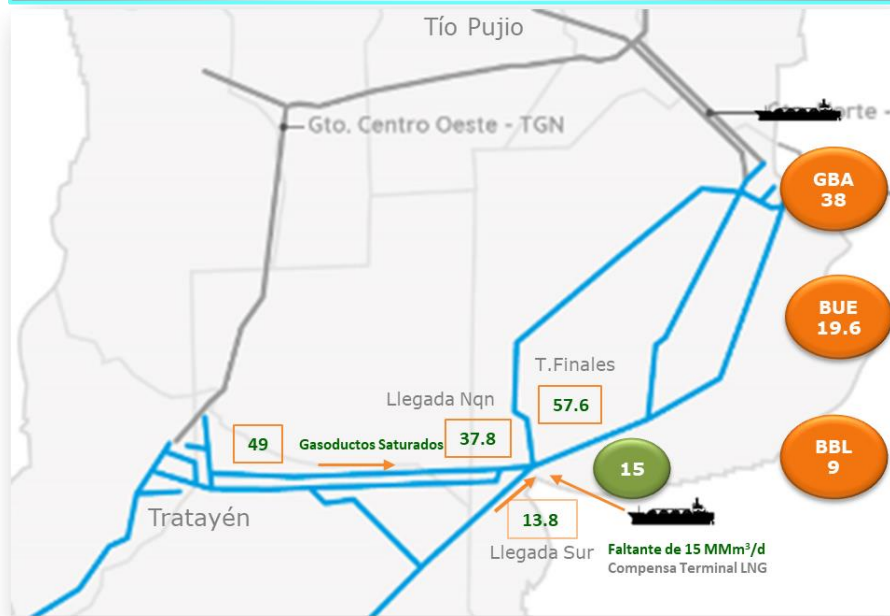 Tío Pujio
orte -
Gto. Centro Oeste - TGN
GBA
38
BUE
19.6
T.Finales
57.6
Llegada Nqn
37.8
49
Gasoductos Saturados
BBL
9
15
Tratayén
13.8
Llegada Sur
Faltante de 15 MMm³/d
Compensa Terminal LNG